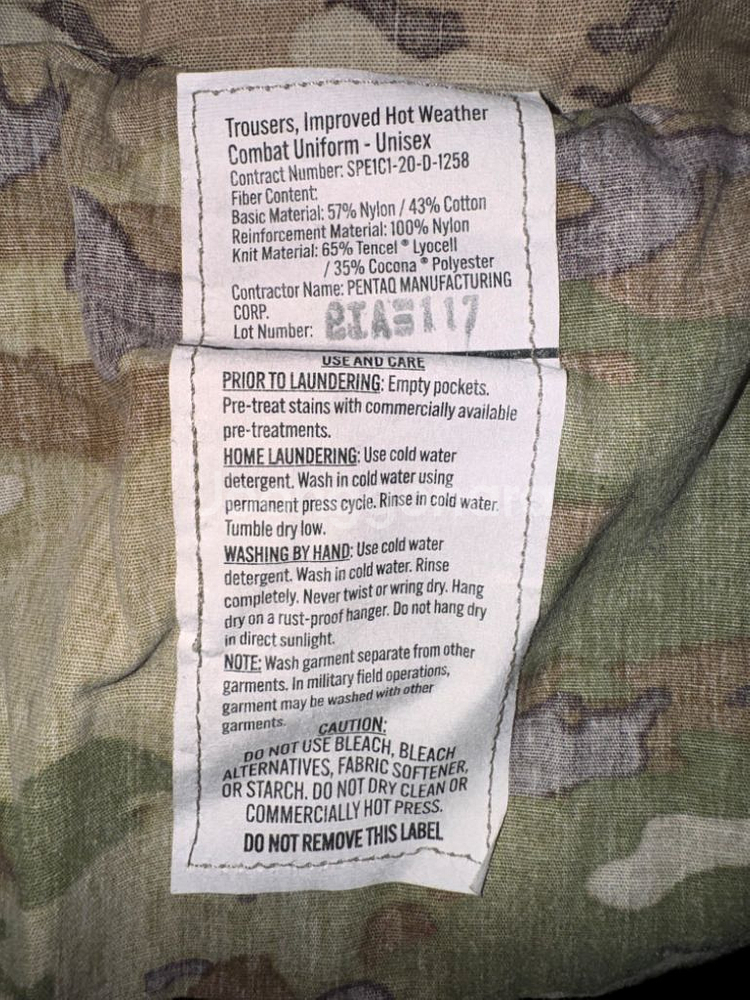 Trousers, Improved Hot Weather
Combat Uniform - Unisex
Contract Number: SPE1C1-20-D-1258
Fiber Content:
Basic Material: 57% Nylon / 43% Cotton
Reinforcement Material: 100% Nylon
Knit Material: 65% Tencel ® Lyocell
/ 35% Cocona ® Polyester
Contractor Name: PENTAQ MANUFACTURING
CORP.
Lot Number:
USE AND CARE
PRIOR TO LAUNDERING: Empty pockets.
Pre-treat stains with commercially available
pre-treatments.
HOME LAUNDERING: Use cold water
detergent. Wash in cold water using
permanent press cycle. Rinse in cold water.
Tumble dry low.
WASHING BY HAND: Use cold water
detergent. Wash in cold water. Rinse
completely. Never twist or wring dry. Hang
dry on a rust-proof hanger. Do not hang dry
in direct sunlight.
NOTE: Wash garment separate from other
garments. In military field operations,
garment may be washed with other
garments.
CAUTION:
DO NOT USE BLEACH, BLEACH
ALTERNATIVES, FABRIC SOFTENER,
OR STARCH. DO NOT DRY CLEAN OR
COMMERCIALLY HOT PRESS.
DO NOT REMOVE THIS LABEL